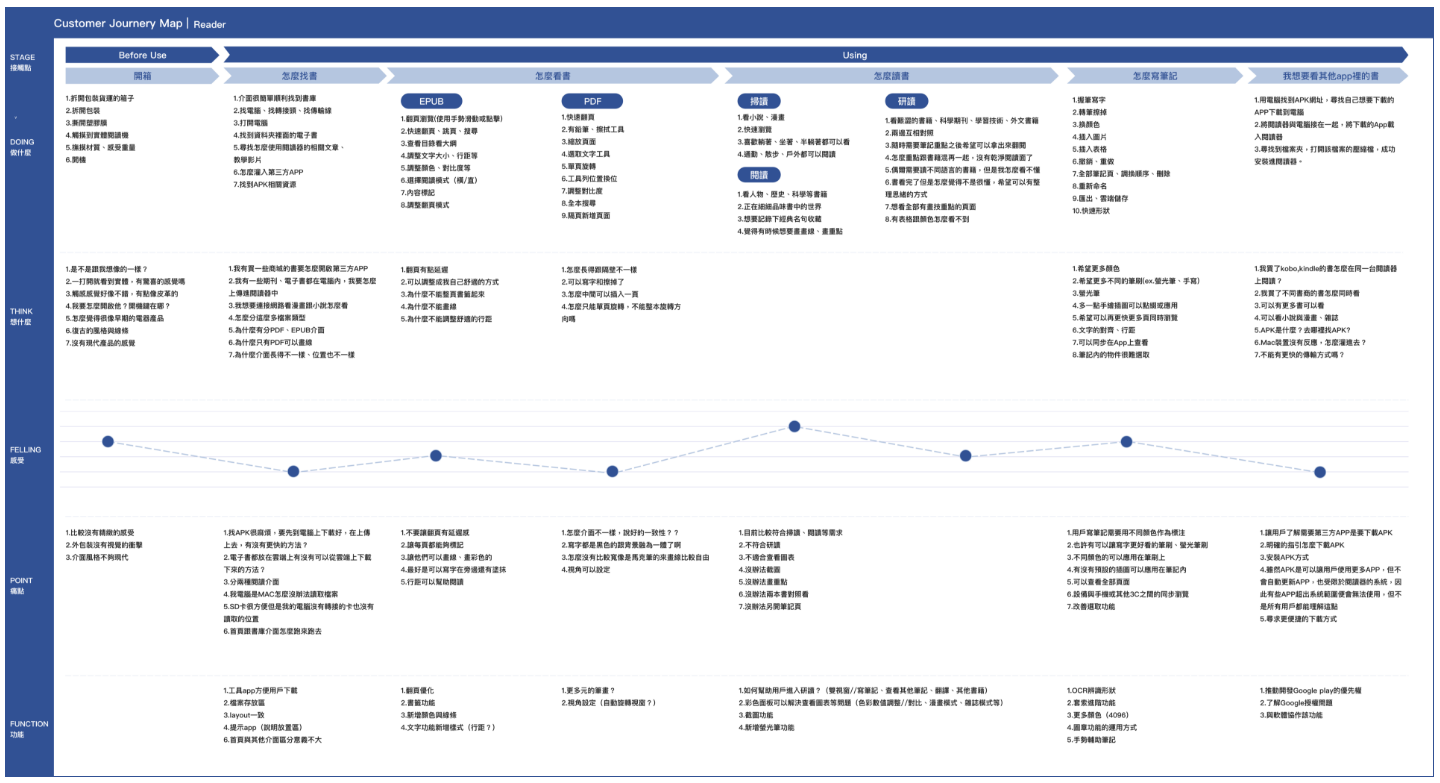 Customer Journery Map | Reader
STAGE
接觸點
Before Use
Using
開箱
怎麼找書
怎麼看書
怎麼讀書
怎麼寫筆記
我想要看其他app裡的書
DOING
做什麼
1.折開包裝貨運的箱子
2.折開包裝
3.撕開塑膠膜
4.觸摸到實體閱讀機
5.撫摸材質、感受重量
6.開機
1.介面很簡單順利找到書庫
2.找電腦、找轉接頭、找傳輸線
3.打開電腦
4.找到資料夾裡面的電子書
5.尋找怎麼使用閱讀器的相關文章、
教學影片
6.怎麼灌入第三方APP
7.找到APK相關資源
EPUB
1.翻頁瀏覽(使用手勢滑動或點擊)
2.快速翻頁、跳頁、搜尋
3.查看目錄看大綱
4.調整文字大小、行距等
5.調整顏色、對比度等
6.選擇閱讀模式（橫/直）
7.內容標記
8.調整翻頁模式
PDF
1.快速翻頁
2.有鉛筆、擦拭工具
3.縮放頁面
4.選取文字工具
5.單頁旋轉
6.工具列位置換位
7.調整對比度
8.全本搜尋
9.隔頁新增頁面
掃讀
1.看小說、漫畫
2.快速瀏覽
3.喜歡躺著、坐著、半躺著都可以看
4.通勤、散步、戶外都可以閱讀
閱讀
1.看人物、歷史、科學等書籍
2.正在細細品味書中的世界
3.想要記錄下經典名句收藏
4.覺得有時候想要畫畫線、畫重點
研讀
1.看艱澀的書籍、科學期刊、學習技術、外文書籍
2.兩邊互相對照
3.隨時需要筆記重點之後希望可以拿出來翻閱
4.怎麼重點跟書籍混再一起，沒有乾淨閱讀面了
5.偶爾需要讀不同語言的書籍，但是我怎麼看不懂
6.書看完了但是怎麼覺得不是很懂，希望可以有整
理思緒的方式
7.想看全部有畫技重點的頁面
8.有表格跟顏色怎麼看不到
1.握筆寫字
2.轉筆擦掉
3.換顏色
4.插入圖片
5.插入表格
6.撤銷、重做
7.全部筆記頁、調換順序、刪除
8.重新命名
9.匯出、雲端儲存
10.快速形狀
1.用電腦找到APK網址，尋找自己想要下載的
APP下載到電腦
2.將閱讀器與電腦接在一起，將下載的App載
入閱讀器
3.尋找到檔案夾，打開該檔案的壓縮檔，成功
安裝進閱讀器。
THINK
想什麼
1.是不是跟我想像的一樣？
2.一打開就看到實體，有驚喜的感覺嗎
3.觸感感覺好像不錯，有點像皮革的
4.我要怎麼開啟他？開機鍵在哪？
5.怎麼覺得很像早期的電器產品
6.復古的風格與線條
7.沒有現代產品的感覺
1.我有買一些商城的書要怎麼開啟第三方APP
2.我有一些期刊、電子書都在電腦內，我要怎麼
上傳進閱讀器中
3.我想要連接網路看漫畫跟小說怎麼看
4.怎麼分這麼多檔案類型
5.為什麼有分PDF、EPUB介面
6.為什麼只有PDF可以畫線
7.為什麼介面長得不一樣、位置也不一樣
1.翻頁有點延遲
2.可以調整成我自己舒適的方式
3.為什麼不能整頁書籤起來
4.為什麼不能畫線
5.為什麼不能調整舒適的行距
1.怎麼長得跟隔壁不一樣
2.可以寫字和擦掉了
3.怎麼中間可以插入一頁
4.怎麼只能單頁旋轉，不能整本旋轉方
向嗎
1.希望更多顏色
2.希望更多不同的筆刷(ex.螢光筆、手寫)
3.螢光筆
4.多一點手繪插圖可以點綴或應用
5.希望可以再更快更多頁同時瀏覽
6.文字的對齊、行距
7.可以同步在App上查看
8.筆記內的物件很難選取
1.我買了kobo,kindle的書怎麼在同一台閱讀器
上閱讀？
2.我買了不同書商的書怎麼同時看
3.可以有更多書可以看
4.可以看小說與漫畫、雜誌
5.APK是什麼？去哪裡找APK?
6.Mac裝置沒有反應，怎麼灌進去？
7.不能有更快的傳輸方式嗎？
FELLING
感受
POINT
痛點
1.比較沒有精緻的感受
2.外包裝沒有視覺的衝擊
3.介面風格不夠現代
1.找APK很麻煩，要先到電腦上下載好，在上傳
上去，有沒有更快的方法？
2.電子書都放在雲端上有沒有可以從雲端上下載
下來的方法？
3.分兩種閱讀介面
4.我電腦是MAC怎麼沒辦法讀取檔案
5.SD卡很方便但是我的電腦沒有轉接的卡也沒有
讀取的位置
6.首頁跟書庫介面怎麼跑來跑去
1.不要讓翻頁有延遲感
2.讓每頁都能夠標記
3.讓他們可以畫線、畫彩色的
4.最好是可以寫字在旁邊還有塗抹
5.行距可以幫助閱讀
1.怎麼介面不一樣，說好的一致性？？
2.寫字都是黑色的跟背景融為一體了啊
3.怎麼沒有比較寬像是馬克筆的來畫線比較自由
4.視角可以設定
1.目前比較符合掃讀、閱讀等需求
2.不符合研讀
3.不適合查看圖表
4.沒辦法截圖
5.沒辦法畫重點
6.沒辦法兩本書對照看
7.沒辦法另開筆記頁
1.用戶寫筆記需要用不同顏色作為標注
2.也許有可以讓寫字更好看的筆刷、螢光筆刷
3.不同顏色的可以應用在筆刷上
4.有沒有預設的插圖可以應用在筆記內
5.可以查看全部頁面
6.設備與手機或其他3C之間的同步瀏覽
7.改善選取功能
1.讓用戶了解需要第三方APP是要下載APK
2.明確的指引怎麼下載APK
3.安裝APK方式
4.雖然APK是可以讓用戶使用更多APP，但不
會自動更新APP，也受限於閱讀器的系統，因
此有些APP超出系統範圍便會無法使用，但不
是所有用戶都能理解這點
5.尋求更便捷的下載方式
FUNCTION
功能
1.工具app方便用戶下載
2.檔案存放區
3.layout一致
4.提示app（說明放置區）
6.首頁與其他介面區分意義不大
1.翻頁優化
2.書籤功能
3.新增顏色與線條
4.文字功能新增樣式（行距？）
1.更多元的筆畫？
2.視角設定（自動旋轉視窗？）
1.如何幫助用戶進入研讀？（雙視窗//寫筆記、查看其他筆記、翻譯、其他書籍）
2.彩色面板可以解決查看圖表等問題（色彩數值調整//對比、漫畫模式、雜誌模式等）
3.截圖功能
4.新增螢光筆功能
1.OCR辨識形狀
2.套索進階功能
3.更多顏色（4096）
4.圖章功能的運用方式
5.手勢輔助筆記
1.推動開發Google play的優先權
2.了解Google授權問題
3.與軟體協作該功能